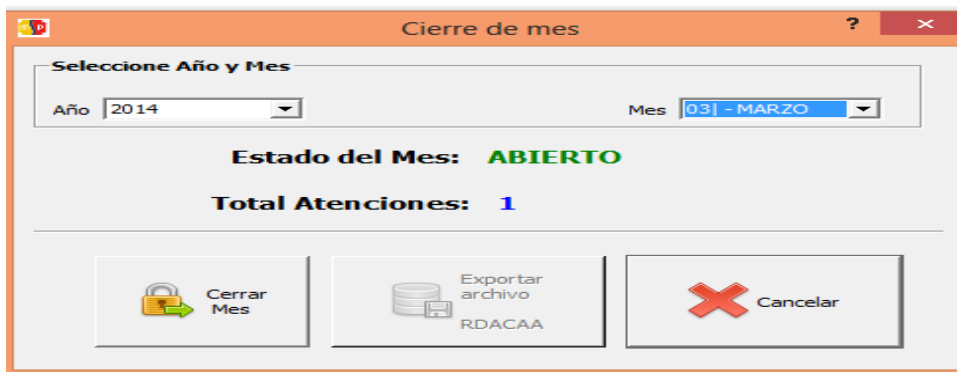 Cierre de mes
?
×
Seleccione Año y Mes
Año 2014
Mes 03| - MARZO
Estado del Mes: ABIERTO
Total Atenciones: 1
Cerrar
Mes
Exportar
archivo
RDACAA
Cancelar